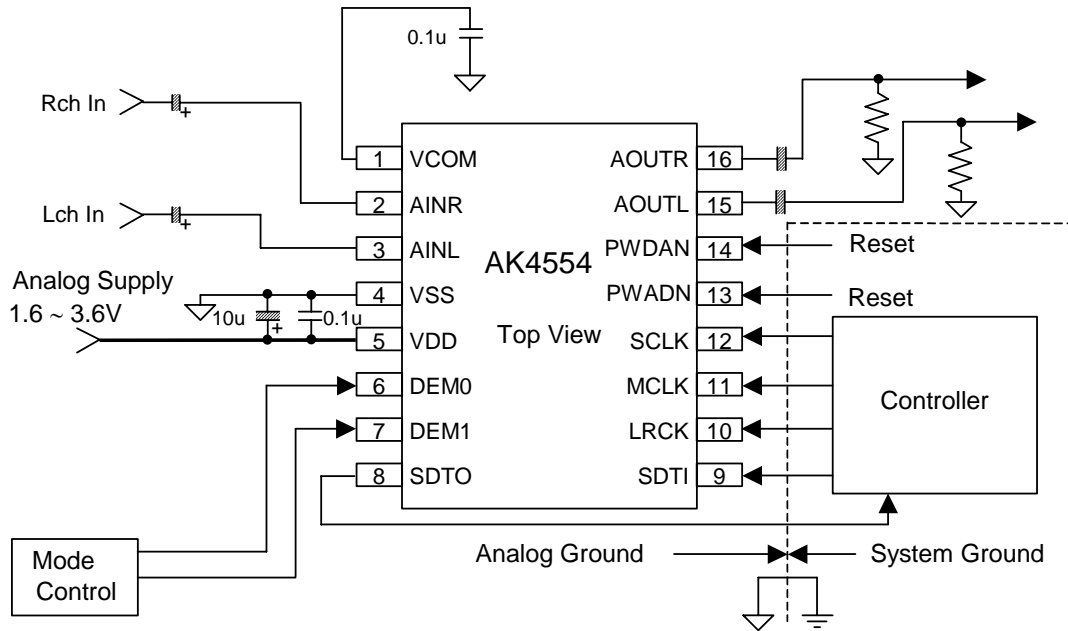 0.1u
Rch In
+
1 VCOM
AOUTR 16
2 AINR
AOUTL 15
Lch In
+
3 AINL
AK4554
PWDAN 14
Reset
Analog Supply
1.6 ~ 3.6V
4 VSS
PWADN 13
Reset
10u
+
0.1u
5 VDD
Top View
SCLK 12
6 DEM0
MCLK 11
Controller
7 DEM1
LRCK 10
8 SDTO
SDTI 9
Mode
Control
Analog Ground
System Ground